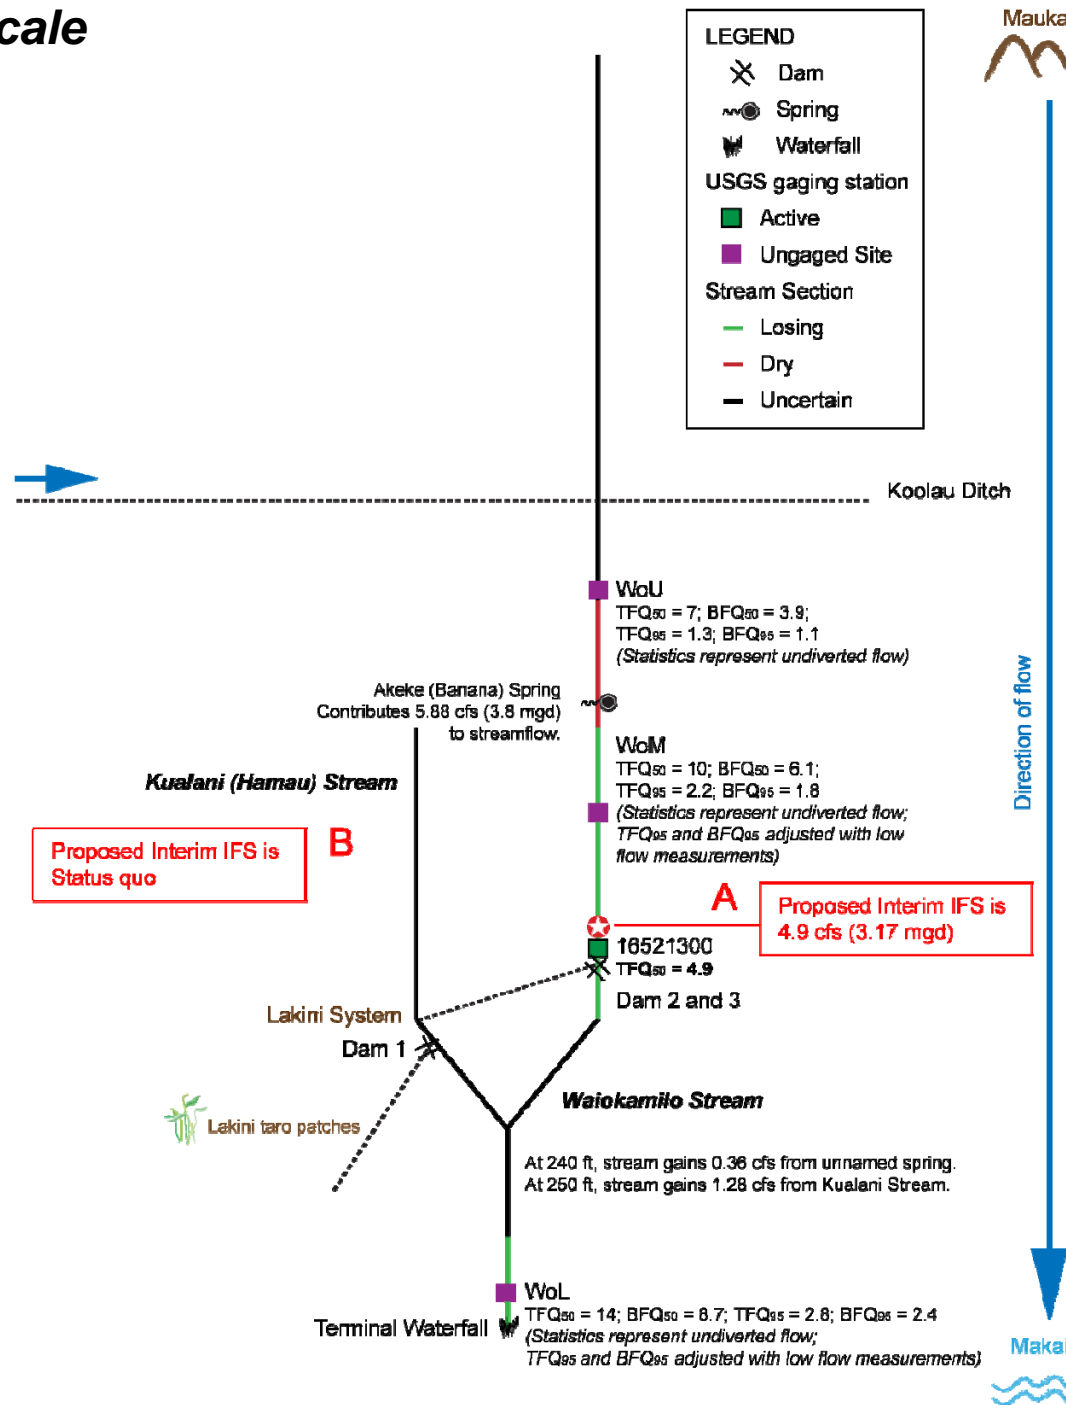 cale
Mauka
LEGEND
Dam
Spring
Waterfall
USGS gaging station
Active
Ungaged Site
Stream Section
Losing
Dry
Uncertain
Koolau Ditch
WoU
TFQ50 = 7; BFQ50 = 3.9;
TFQ95 = 1.3; BFQ95 = 1.1
(Statistics represent undiverted flow)
Akeke (Banana) Spring
Contributes 5.88 cfs (3.8 mgd)
to streamflow.
Direction of flow
WoM
TFQ50 = 10; BFQ50 = 6.1;
TFQ95 = 2.2; BFQ95 = 1.8
(Statistics represent undiverted flow;
TFQ95 and BFQ95 adjusted with low
flow measurements)
Kualani (Hamau) Stream
B
Proposed Interim IFS is
Status quo
A
Proposed Interim IFS is
4.9 cfs (3.17 mgd)
16521300
TFQ50 = 4.9
Dam 2 and 3
Lakini System
Dam 1
Waiokamilo Stream
Lakini taro patches
At 240 ft, stream gains 0.36 cfs from unnamed spring.
At 250 ft, stream gains 1.28 cfs from Kualani Stream.
WoL
TFQ50 = 14; BFQ50 = 8.7; TFQ95 = 2.8; BFQ95 = 2.4
(Statistics represent undiverted flow;
TFQ95 and BFQ95 adjusted with low flow measurements)
Terminal Waterfall
Makai